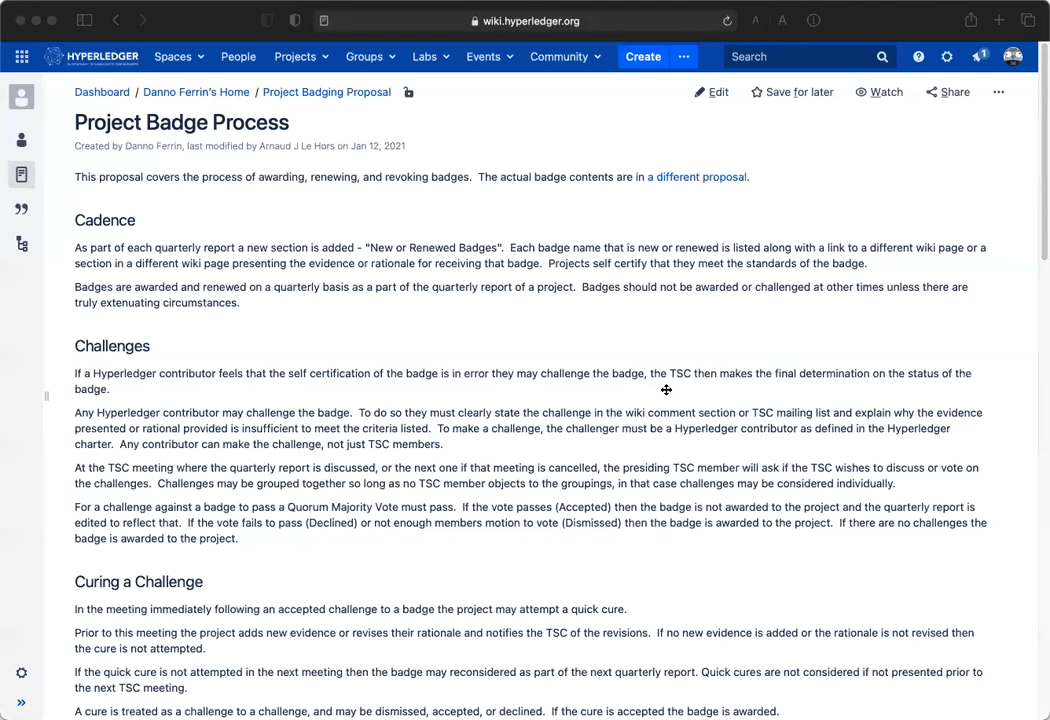 wiki.hyperledger.org
A A
HYPERLEDGER Spaces People Projects Groups Labs Events Community Create ... Search 1
Dashboard / Danno Ferrin's Home / Project Badging Proposal Edit Save for later Watch Share ...
Project Badge Process
Created by Danno Ferrin, last modified by Arnaud J Le Hors on Jan 12, 2021
This proposal covers the process of awarding, renewing, and revoking badges. The actual badge contents are in a different proposal.
Cadence
As part of each quarterly report a new section is added - "New or Renewed Badges". Each badge name that is new or renewed is listed along with a link to a different wiki page or a
section in a different wiki page presenting the evidence or rationale for receiving that badge. Projects self certify that they meet the standards of the badge.
Badges are awarded and renewed on a quarterly basis as a part of the quarterly report of a project. Badges should not be awarded or challenged at other times unless there are
truly extenuating circumstances.
Challenges
If a Hyperledger contributor feels that the self certification of the badge is in error they may challenge the badge, the TSC then makes the final determination on the status of the
badge.
Any Hyperledger contributor may challenge the badge. To do so they must clearly state the challenge in the wiki comment section or TSC mailing list and explain why the evidence
presented or rational provided is insufficient to meet the criteria listed. To make a challenge, the challenger must be a Hyperledger contributor as defined in the Hyperledger
charter. Any contributor can make the challenge, not just TSC members.
At the TSC meeting where the quarterly report is discussed, or the next one if that meeting is cancelled, the presiding TSC member will ask if the TSC wishes to discuss or vote on
the challenges. Challenges may be grouped together so long as no TSC member objects to the groupings, in that case challenges may be considered individually.
For a challenge against a badge to pass a Quorum Majority Vote must pass. If the vote passes (Accepted) then the badge is not awarded to the project and the quarterly report is
edited to reflect that. If the vote fails to pass (Declined) or not enough members motion to vote (Dismissed) then the badge is awarded to the project. If there are no challenges the
badge is awarded to the project.
Curing a Challenge
In the meeting immediately following an accepted challenge to a badge the project may attempt a quick cure.
Prior to this meeting the project adds new evidence or revises their rationale and notifies the TSC of the revisions. If no new evidence is added or the rationale is not revised then
the cure is not attempted.
If the quick cure is not attempted in the next meeting then the badge may reconsidered as part of the next quarterly report. Quick cures are not considered if not presented prior to
the next TSC meeting.
A cure is treated as a challenge to a challenge, and may be dismissed, accepted, or declined. If the cure is accepted the badge is awarded.